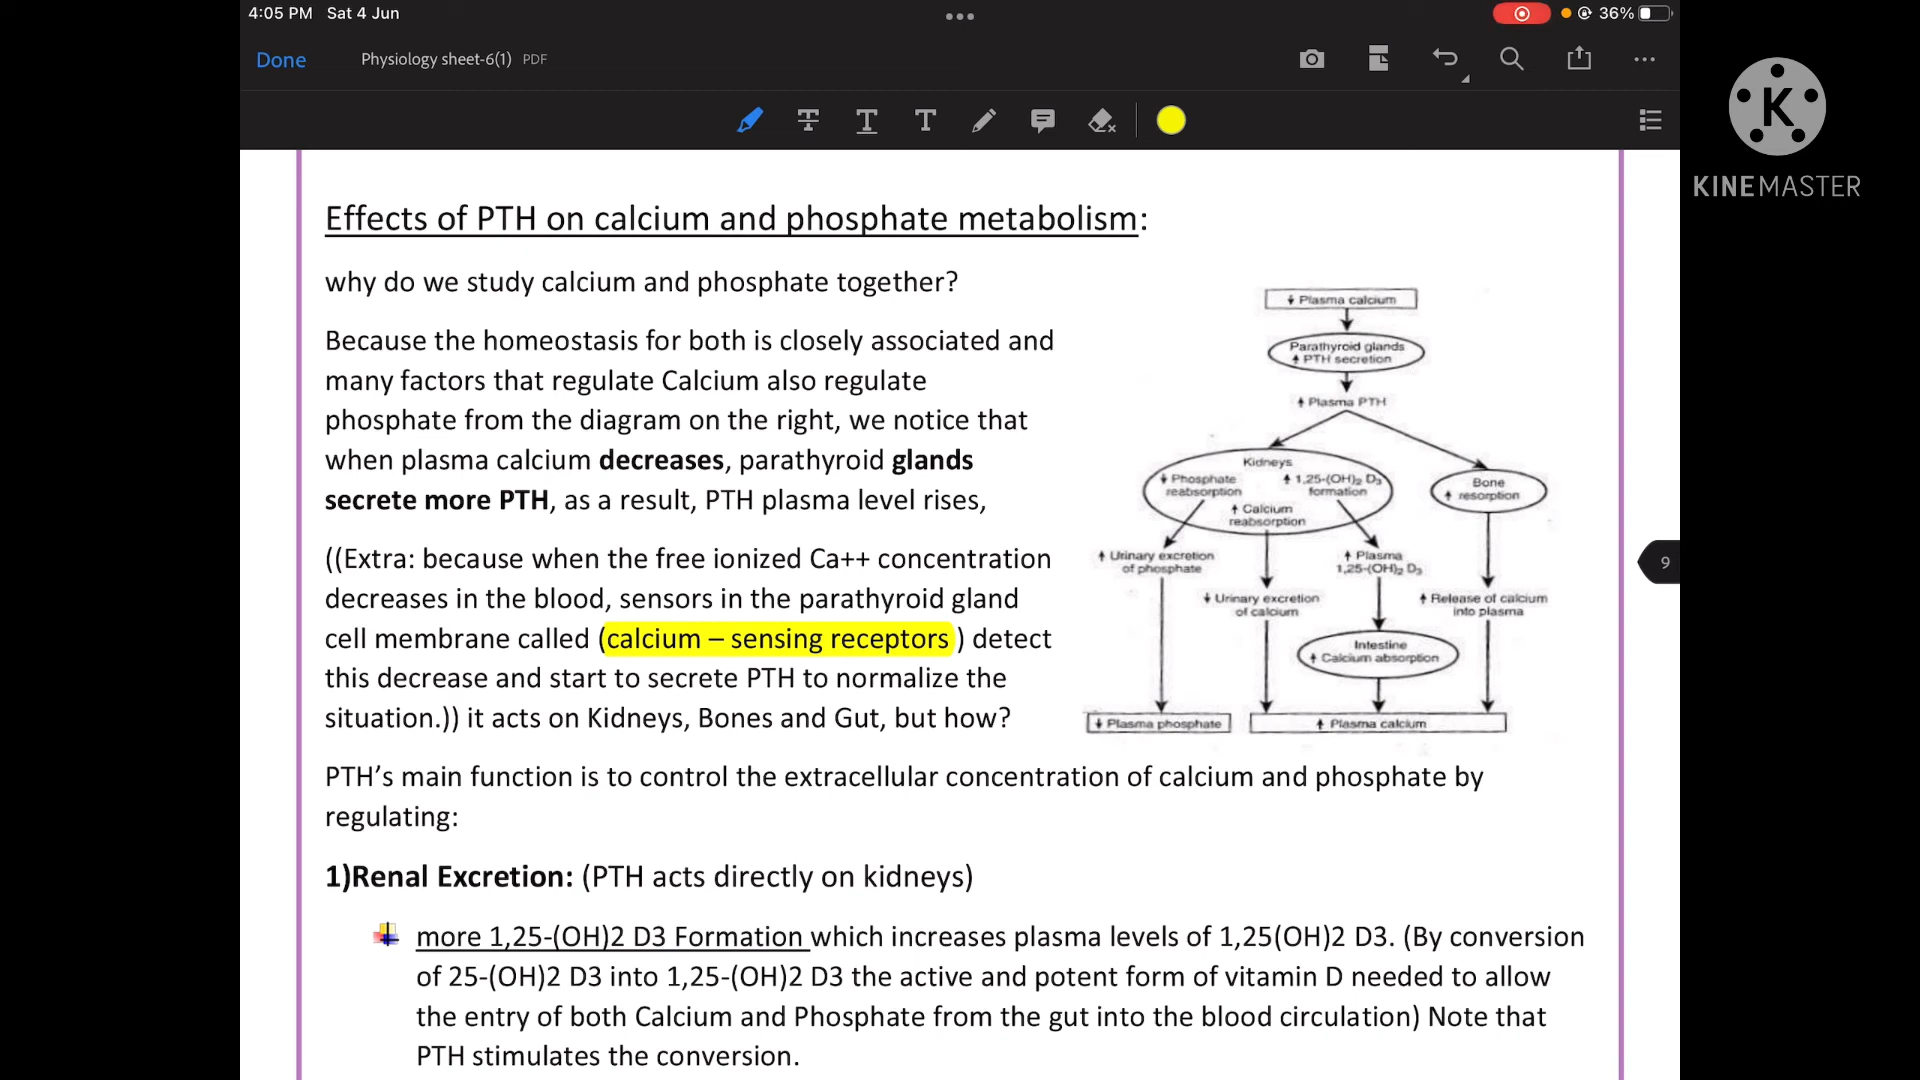 4:05 PM Sat 4 Jun
36%
Done
Physiology sheet-6(1) PDF
K
KINEMASTER
Effects of PTH on calcium and phosphate metabolism:
why do we study calcium and phosphate together?
Because the homeostasis for both is closely associated and
many factors that regulate Calcium also regulate
phosphate from the diagram on the right, we notice that
when plasma calcium decreases, parathyroid glands
secrete more PTH, as a result, PTH plasma level rises,
((Extra: because when the free ionized Ca++ concentration
decreases in the blood, sensors in the parathyroid gland
cell membrane called (calcium – sensing receptors ) detect
this decrease and start to secrete PTH to normalize the
situation.)) it acts on Kidneys, Bones and Gut, but how?
↓ Plasma calcium
Parathyroid glands
↑ PTH secretion
↑ Plasma PTH
Kidneys
↓ Phosphate
reabsorption
↑ 1,25-(OH)₂ D₃
formation
↑ Calcium
reabsorption
Bone
↑ resorption
↑ Urinary excretion
of phosphate
↓ Urinary excretion
of calcium
↑ Plasma
1,25-(OH)₂ D₃
↑ Release of calcium
into plasma
Intestine
↑ Calcium absorption
↓ Plasma phosphate
↑ Plasma calcium
9
PTH’s main function is to control the extracellular concentration of calcium and phosphate by
regulating:
1)Renal Excretion: (PTH acts directly on kidneys)
more 1,25-(OH)2 D3 Formation which increases plasma levels of 1,25(OH)2 D3. (By conversion
of 25-(OH)2 D3 into 1,25-(OH)2 D3 the active and potent form of vitamin D needed to allow
the entry of both Calcium and Phosphate from the gut into the blood circulation) Note that
PTH stimulates the conversion.